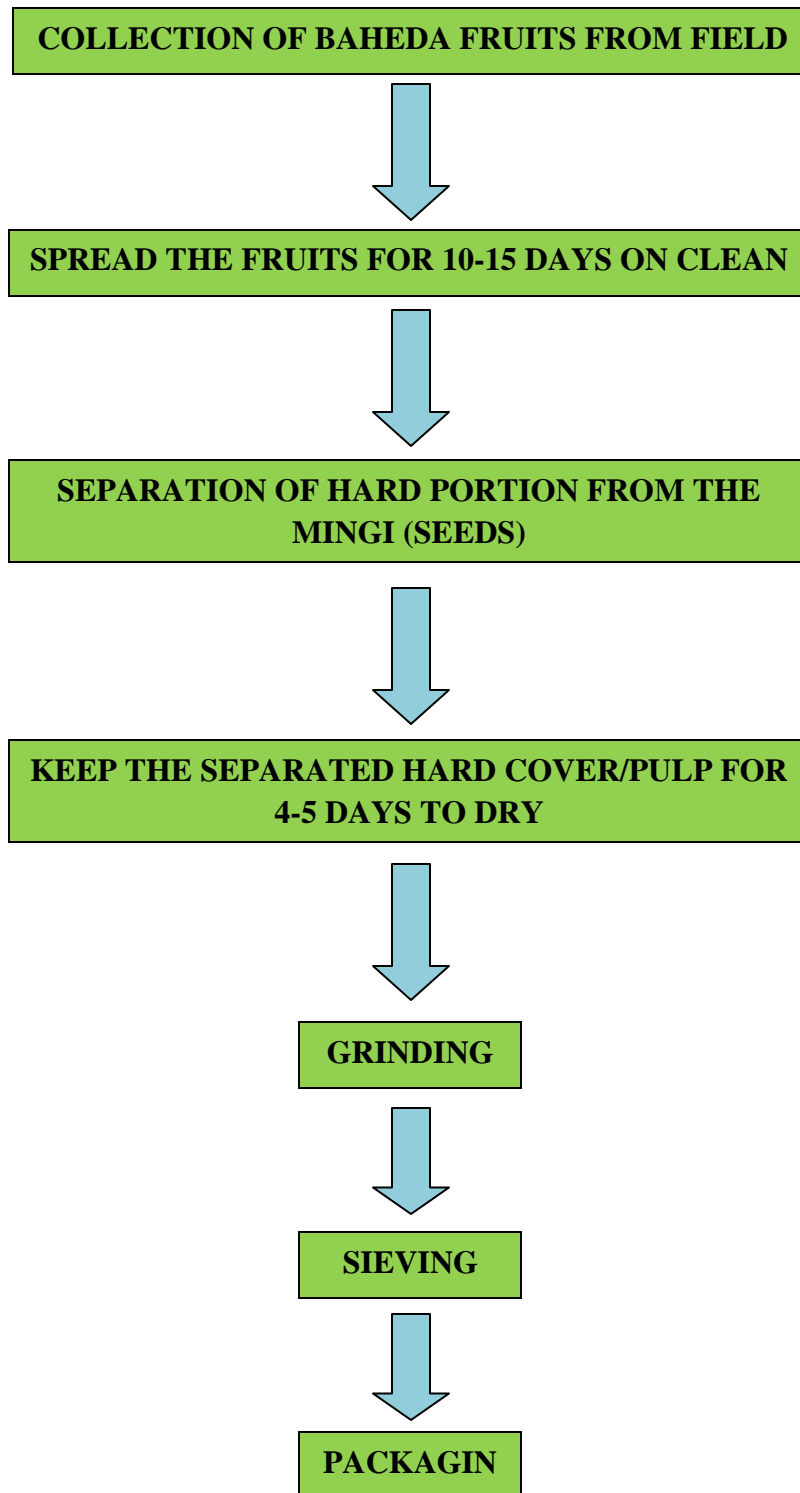 COLLECTION OF BAHEDA FRUITS FROM FIELD
SPREAD THE FRUITS FOR 10-15 DAYS ON CLEAN
SEPARATION OF HARD PORTION FROM THE
MINGI (SEEDS)
KEEP THE SEPARATED HARD COVER/PULP FOR
4-5 DAYS TO DRY
GRINDING
SIEVING
PACKAGIN